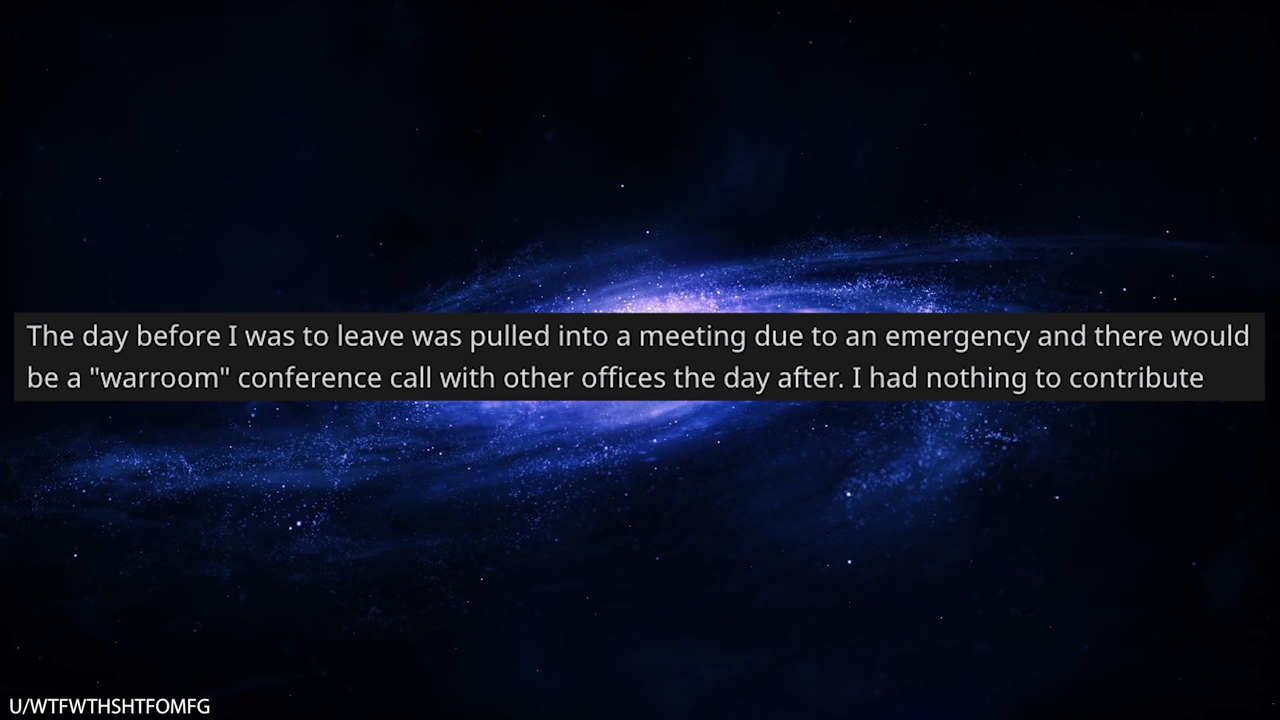 The day before I was to leave was pulled into a meeting due to an emergency and there would
be a "warroom" conference call with other offices the day after. I had nothing to contribute
U/WTFWTHSHTFOMFG